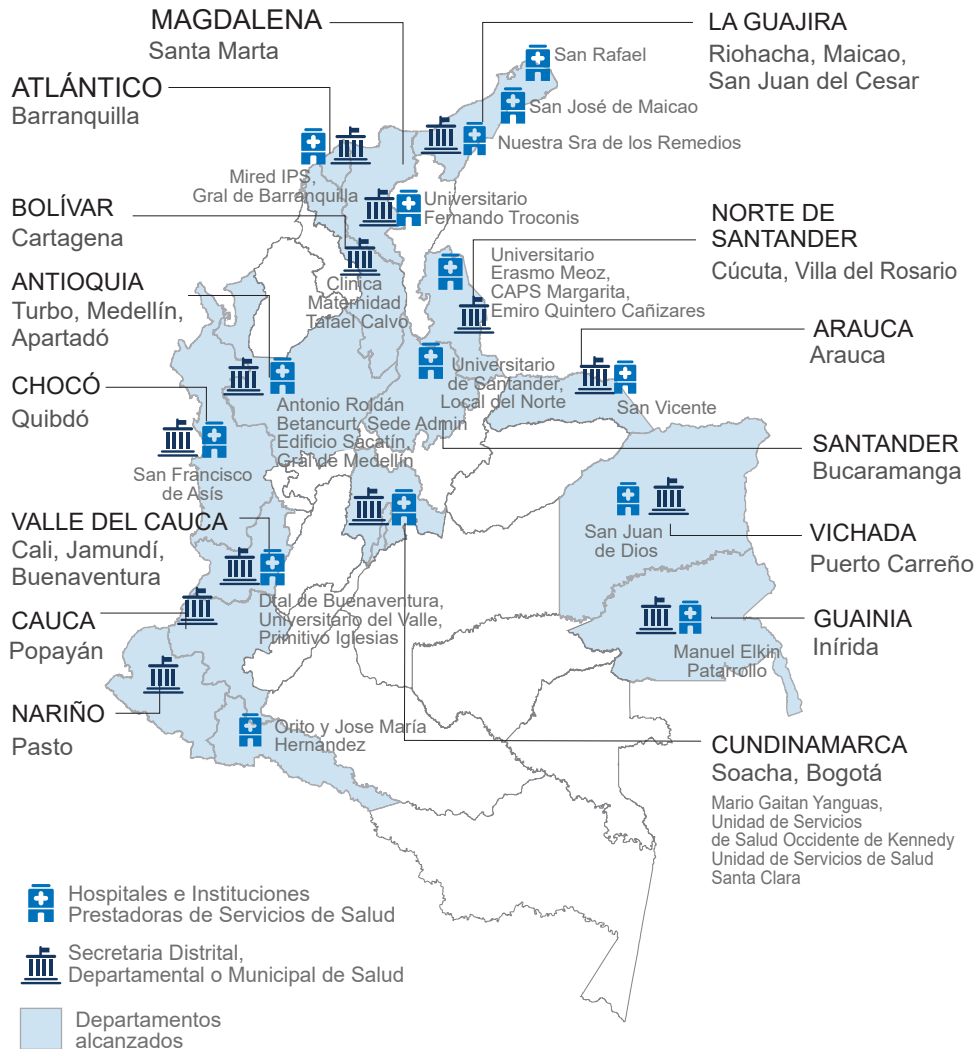 MAGDALENA
Santa Marta
LA GUAJIRA
Riohacha, Maicao,
San Juan del Cesar
San Rafael
San José de Maicao
Nuestra Sra de los Remedios
ATLÁNTICO
Barranquilla
Mired IPS,
Gral de Barranquilla
Universitario
Fernando Troconis
BOLÍVAR
Cartagena
Clinica
Maternidad
Tafael Calvo
NORTE DE
SANTANDER
Cúcuta, Villa del Rosario
Universitario
Erasmo Meoz,
CAPS Margarita,
Emiro Quintero Cañizares
ANTIOQUIA
Turbo, Medellín,
Apartadó
Antonio Roldán
Betancurt, Sede Admin
Edificio Sacatín,
Gral de Medellín
ARAUCA
Arauca
San Vicente
Universitario
de Santander,
Local del Norte
CHOCÓ
Quibdó
San Francisco
de Asís
SANTANDER
Bucaramanga
VALLE DEL CAUCA
Cali, Jamundí,
Buenaventura
Dtal de Buenaventura,
Universitario del Valle,
Primitivo Iglesias
San Juan
de Dios
VICHADA
Puerto Carreño
CAUCA
Popayán
GUAINIA
Inírida
Manuel Elkin
Patarrollo
NARIÑO
Pasto
Orito y Jose María
Hernández
CUNDINAMARCA
Soacha, Bogotá
Mario Gaitan Yanguas,
Unidad de Servicios
de Salud Occidente de Kennedy
Unidad de Servicios de Salud
Santa Clara
Hospitales e Instituciones
Prestadoras de Servicios de Salud
Secretaria Distrital,
Departamental o Municipal de Salud
Departamentos
alcanzados